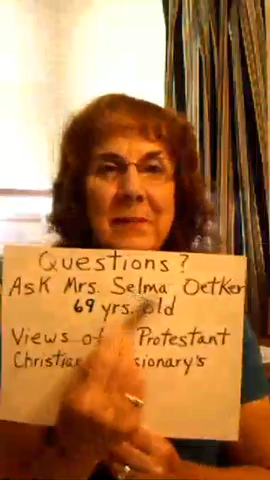 Questions?
Ask Mrs. Selma Oetker
69 yrs. old
Views of Protestant
Christian